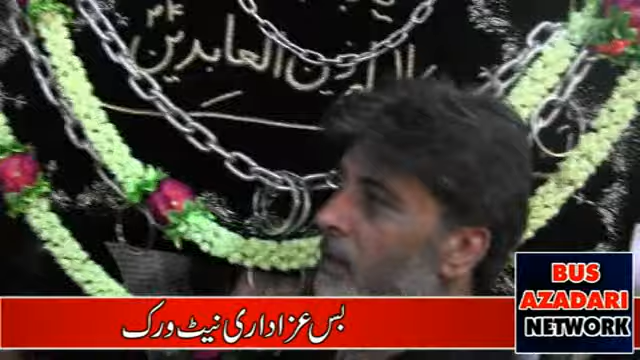 العابدین
بس عزاداری نیٹ ورک
BUS
AZADARI
NETWORK